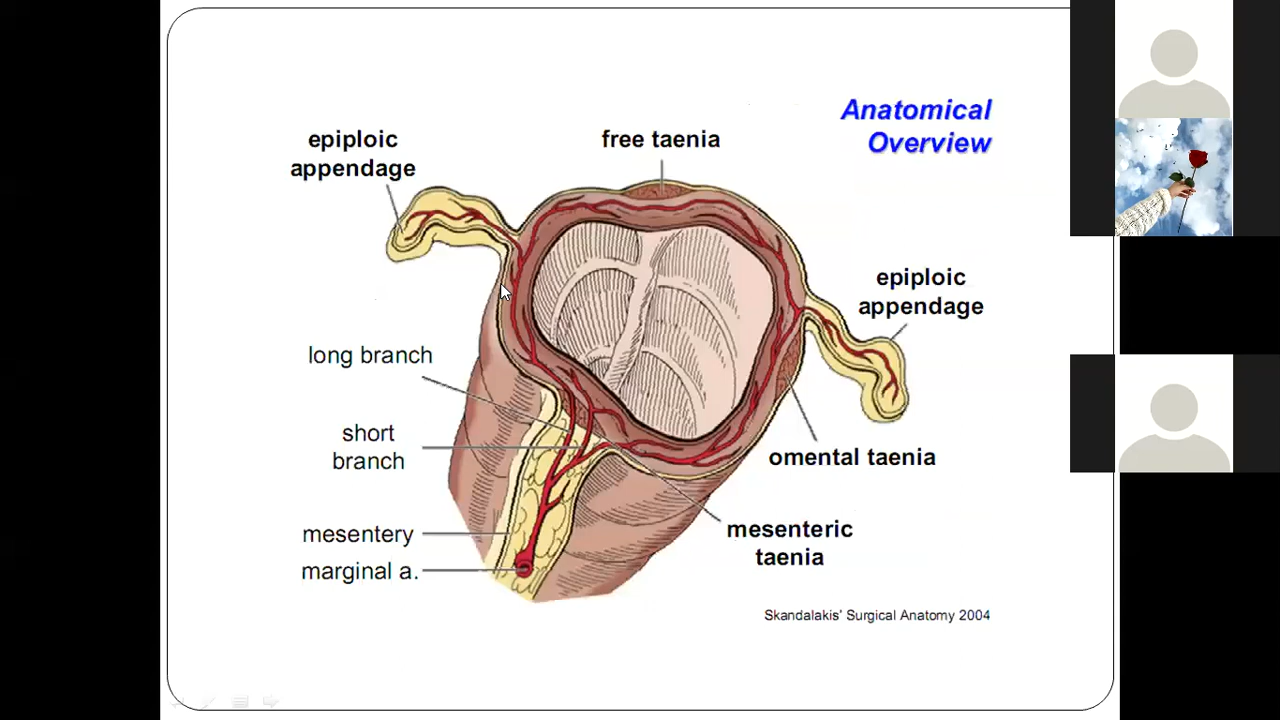 Anatomical
Overview
epiploic
appendage
free taenia
epiploic
appendage
long branch
short
branch
omental taenia
mesentery
mesenteric
taenia
marginal a.
Skandalakis' Surgical Anatomy 2004